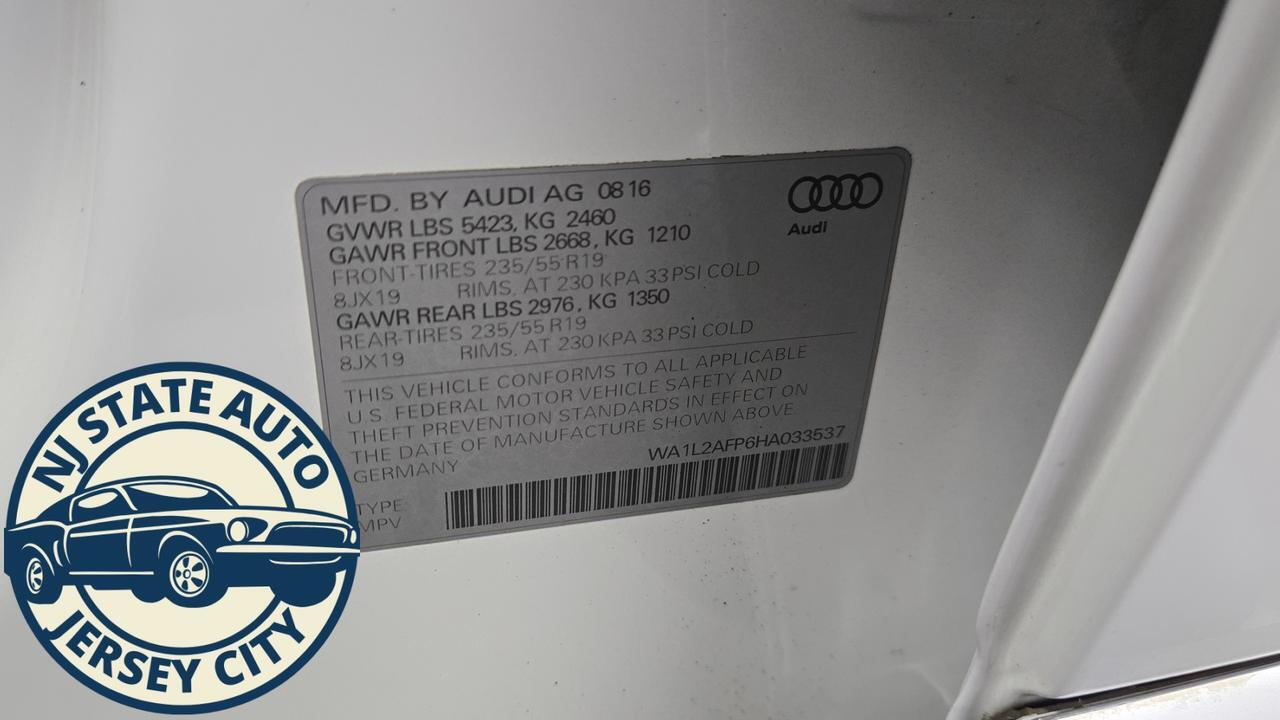 MFD. BY AUDI AG 08 16
GVWR LBS 5423, KG 2460
GAWR FRONT LBS 2668, KG 1210
FRONT-TIRES 235/55 R19
8JX19 RIMS, AT 230 KPA 33 PSI COLD
GAWR REAR LBS 2976, KG 1350
REAR-TIRES 235/55 R19
8JX19 RIMS, AT 230 KPA 33 PSI COLD
Audi
THIS VEHICLE CONFORMS TO ALL APPLICABLE
U.S. FEDERAL MOTOR VEHICLE SAFETY AND
THEFT PREVENTION STANDARDS IN EFFECT ON
THE DATE OF MANUFACTURE SHOWN ABOVE
GERMANY WA1L2AFP6HA033537
TYPE:
MPV
NJ STATE AUTO
JERSEY CITY